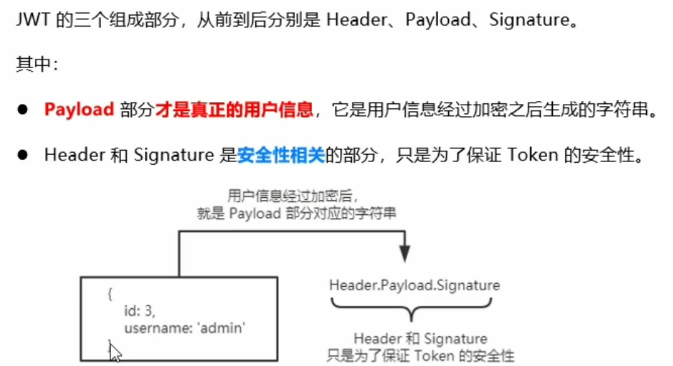 JWT 的三个组成部分，从前到后分别是 Header、Payload、Signature。
其中：
● Payload 部分才是真正的用户信息，它是用户信息经过加密之后生成的字符串。
● Header 和 Signature 是安全性相关的部分，只是为了保证 Token 的安全性。
用户信息经过加密后，
就是 Payload 部分对应的字符串
{
id: 3,
username: 'admin'
}
Header.Payload.Signature
Header 和 Signature
只是为了保证 Token 的安全性